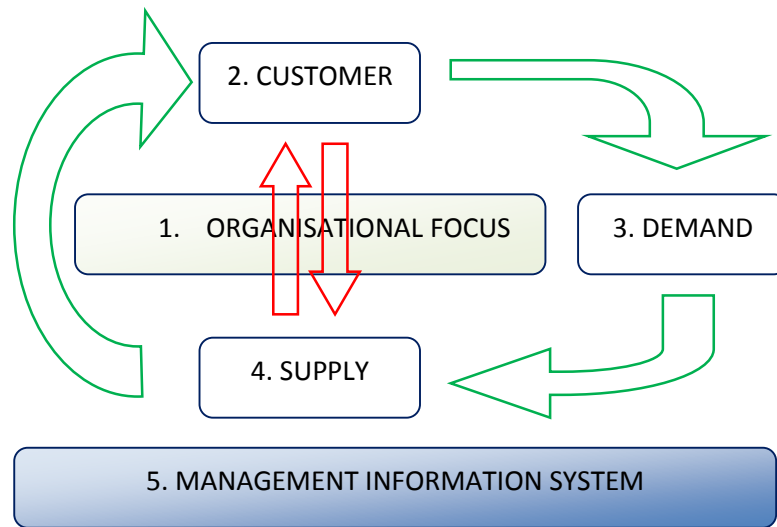 2. CUSTOMER
1. ORGANISATIONAL FOCUS
3. DEMAND
4. SUPPLY
5. MANAGEMENT INFORMATION SYSTEM